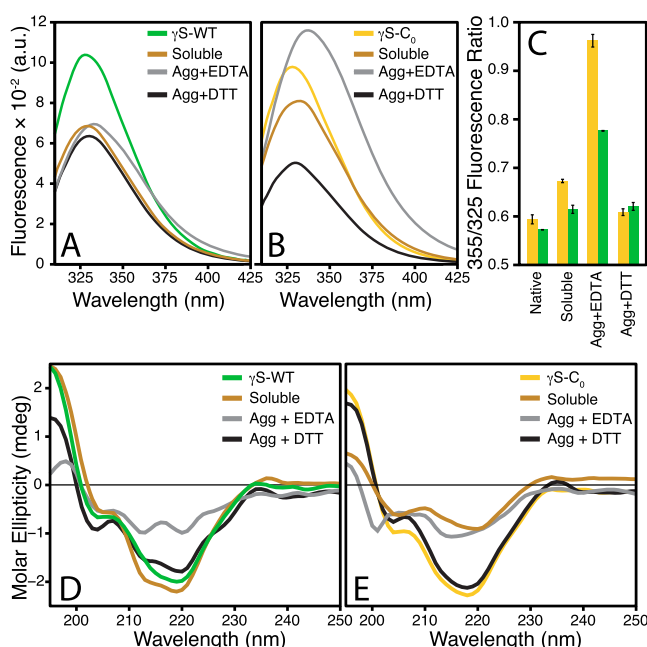 12
10
8
6
4
2
0
Fluorescence × 10⁻² (a.u.)
γS-WT
Soluble
Agg+EDTA
Agg+DTT
A
325 350 375 400 425
Wavelength (nm)
γS-C₀
Soluble
Agg+EDTA
Agg+DTT
B
325 350 375 400 425
Wavelength (nm)
355/325 Fluorescence Ratio
1.0
0.9
0.8
0.7
0.6
0.5
C
Native
Soluble
Agg+EDTA
Agg+DTT
Molar Ellipticity (mdeg)
2
1
0
−1
−2
γS-WT
Soluble
Agg + EDTA
Agg + DTT
D
200 210 220 230 240 250
Wavelength (nm)
γS-C₀
Soluble
Agg + EDTA
Agg + DTT
E
200 210 220 230 240 250
Wavelength (nm)